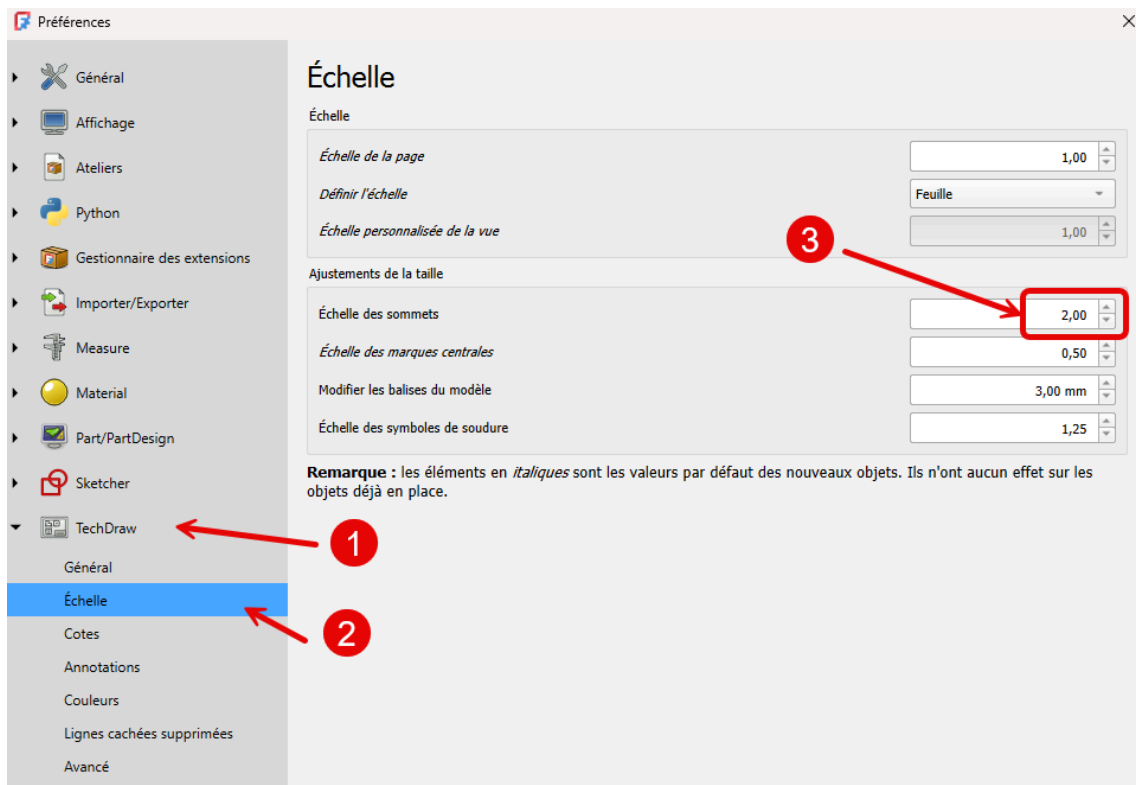 Préférences
Général
Affichage
Ateliers
Python
Gestionnaire des extensions
Importer/Exporter
Measure
Material
Part/PartDesign
Sketcher
TechDraw
Général
Échelle
Cotes
Annotations
Couleurs
Lignes cachées supprimées
Avancé
1
2
Échelle
Échelle
Échelle de la page 1,00
Définir l'échelle Feuille
Échelle personnalisée de la vue 1,00
3
Ajustements de la taille
Échelle des sommets 2,00
Échelle des marques centrales 0,50
Modifier les balises du modèle 3,00 mm
Échelle des symboles de soudure 1,25
Remarque : les éléments en italiques sont les valeurs par défaut des nouveaux objets. Ils n'ont aucun effet sur les
objets déjà en place.